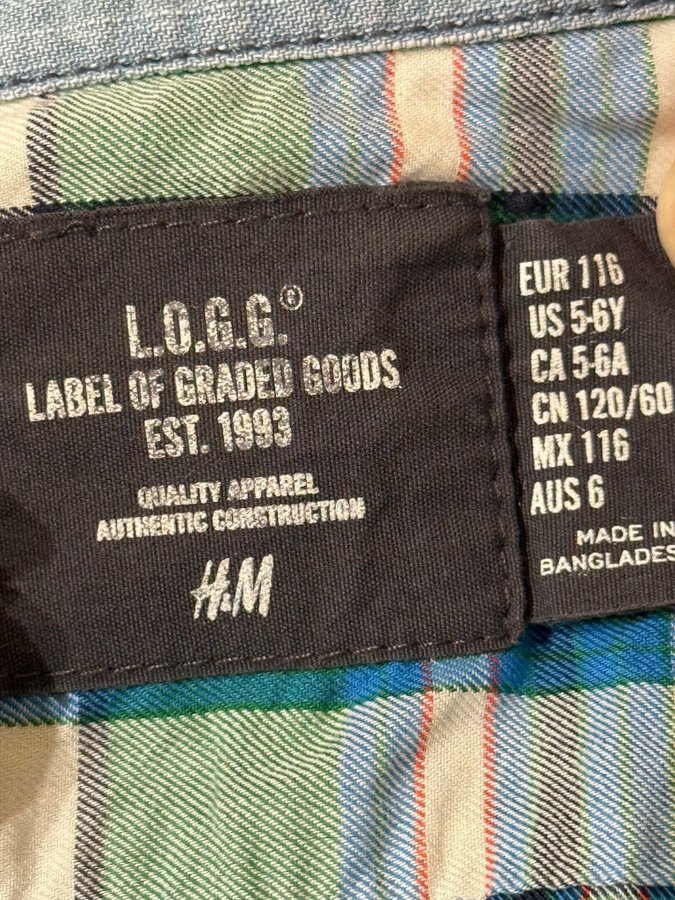 L.O.G.G.®
LABEL OF GRADED GOODS
EST. 1993
QUALITY APPAREL
AUTHENTIC CONSTRUCTION
H&M
EUR 116
US 5-6Y
CA 5-6A
CN 120/60
MX 116
AUS 6
MADE IN
BANGLADES